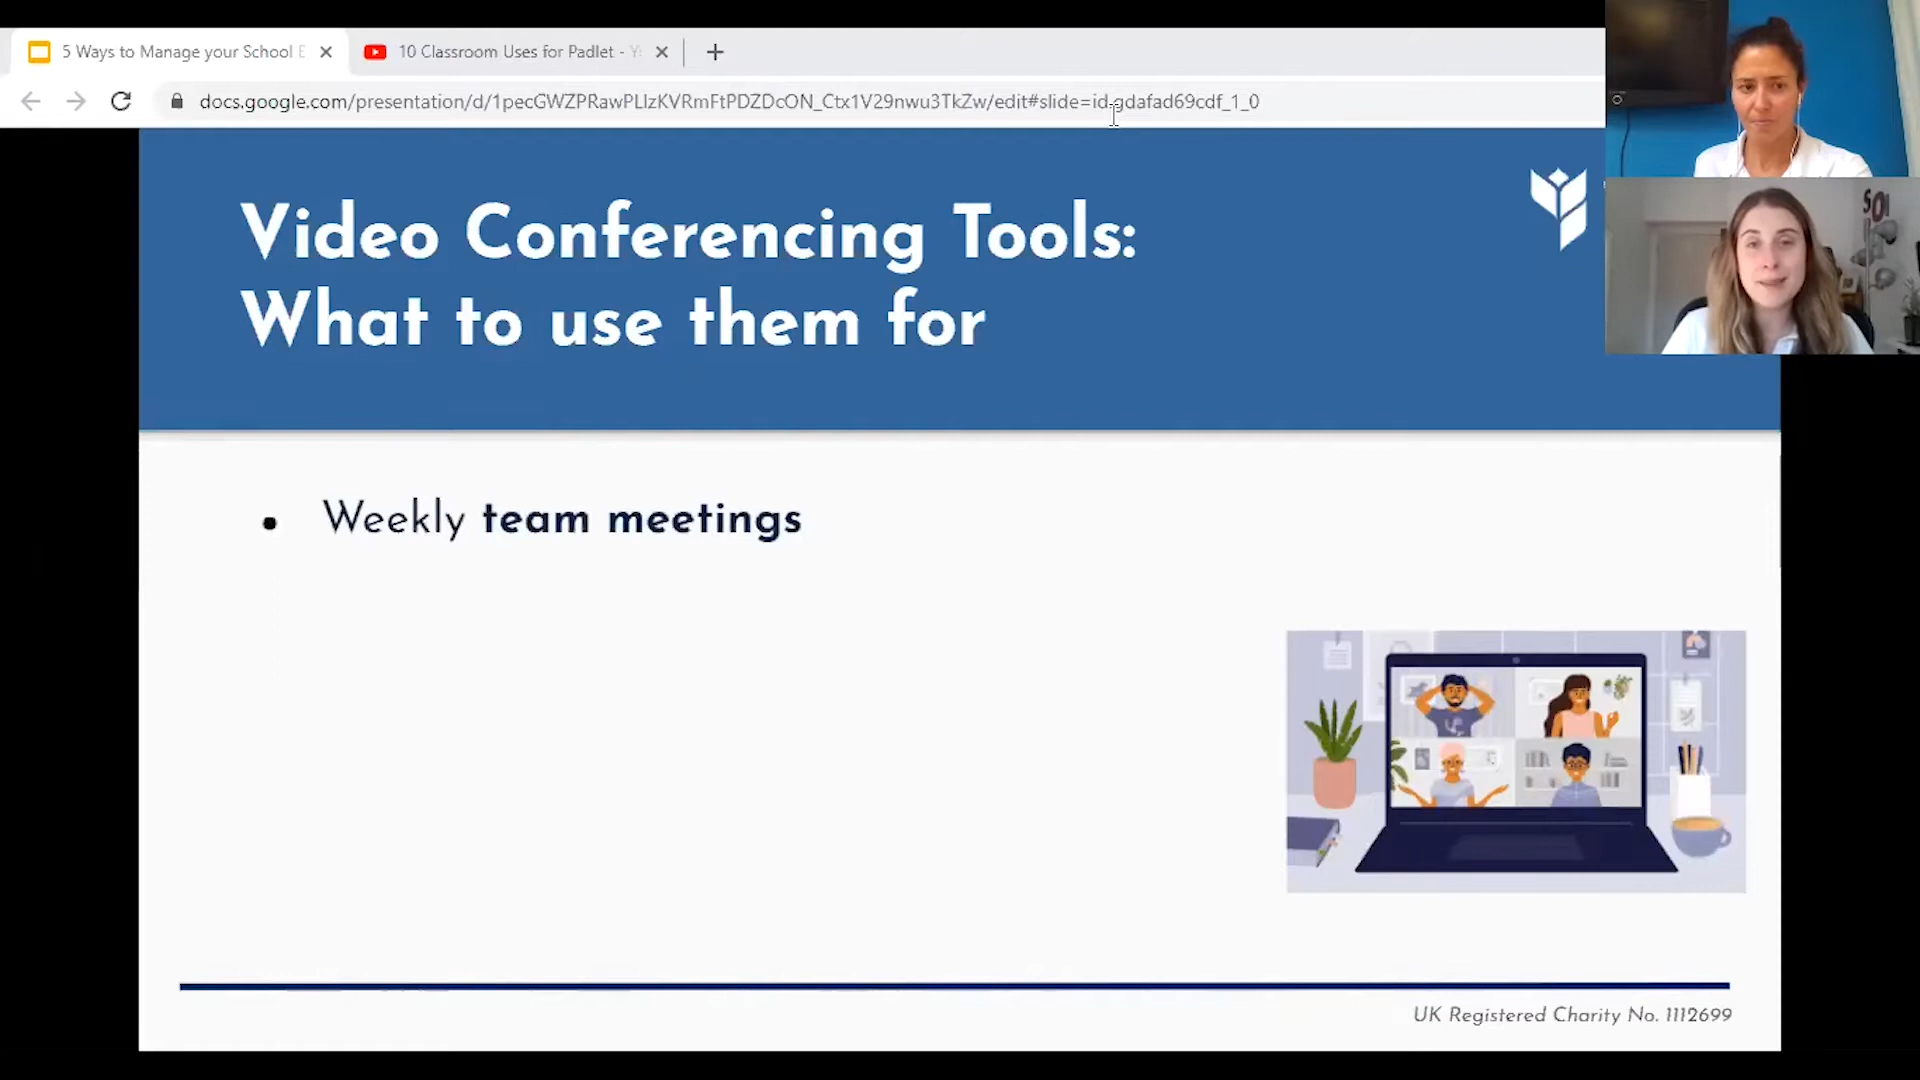 5 Ways to Manage your School E
10 Classroom Uses for Padlet - Y
docs.google.com/presentation/d/1pecGWZPRawPLIzKVRmFtPDZDcON_Ctx1V29nwu3TkZw/edit#slide=id.gdafad69cdf_1_0
Video Conferencing Tools:
What to use them for
• Weekly team meetings
UK Registered Charity No. 1112699